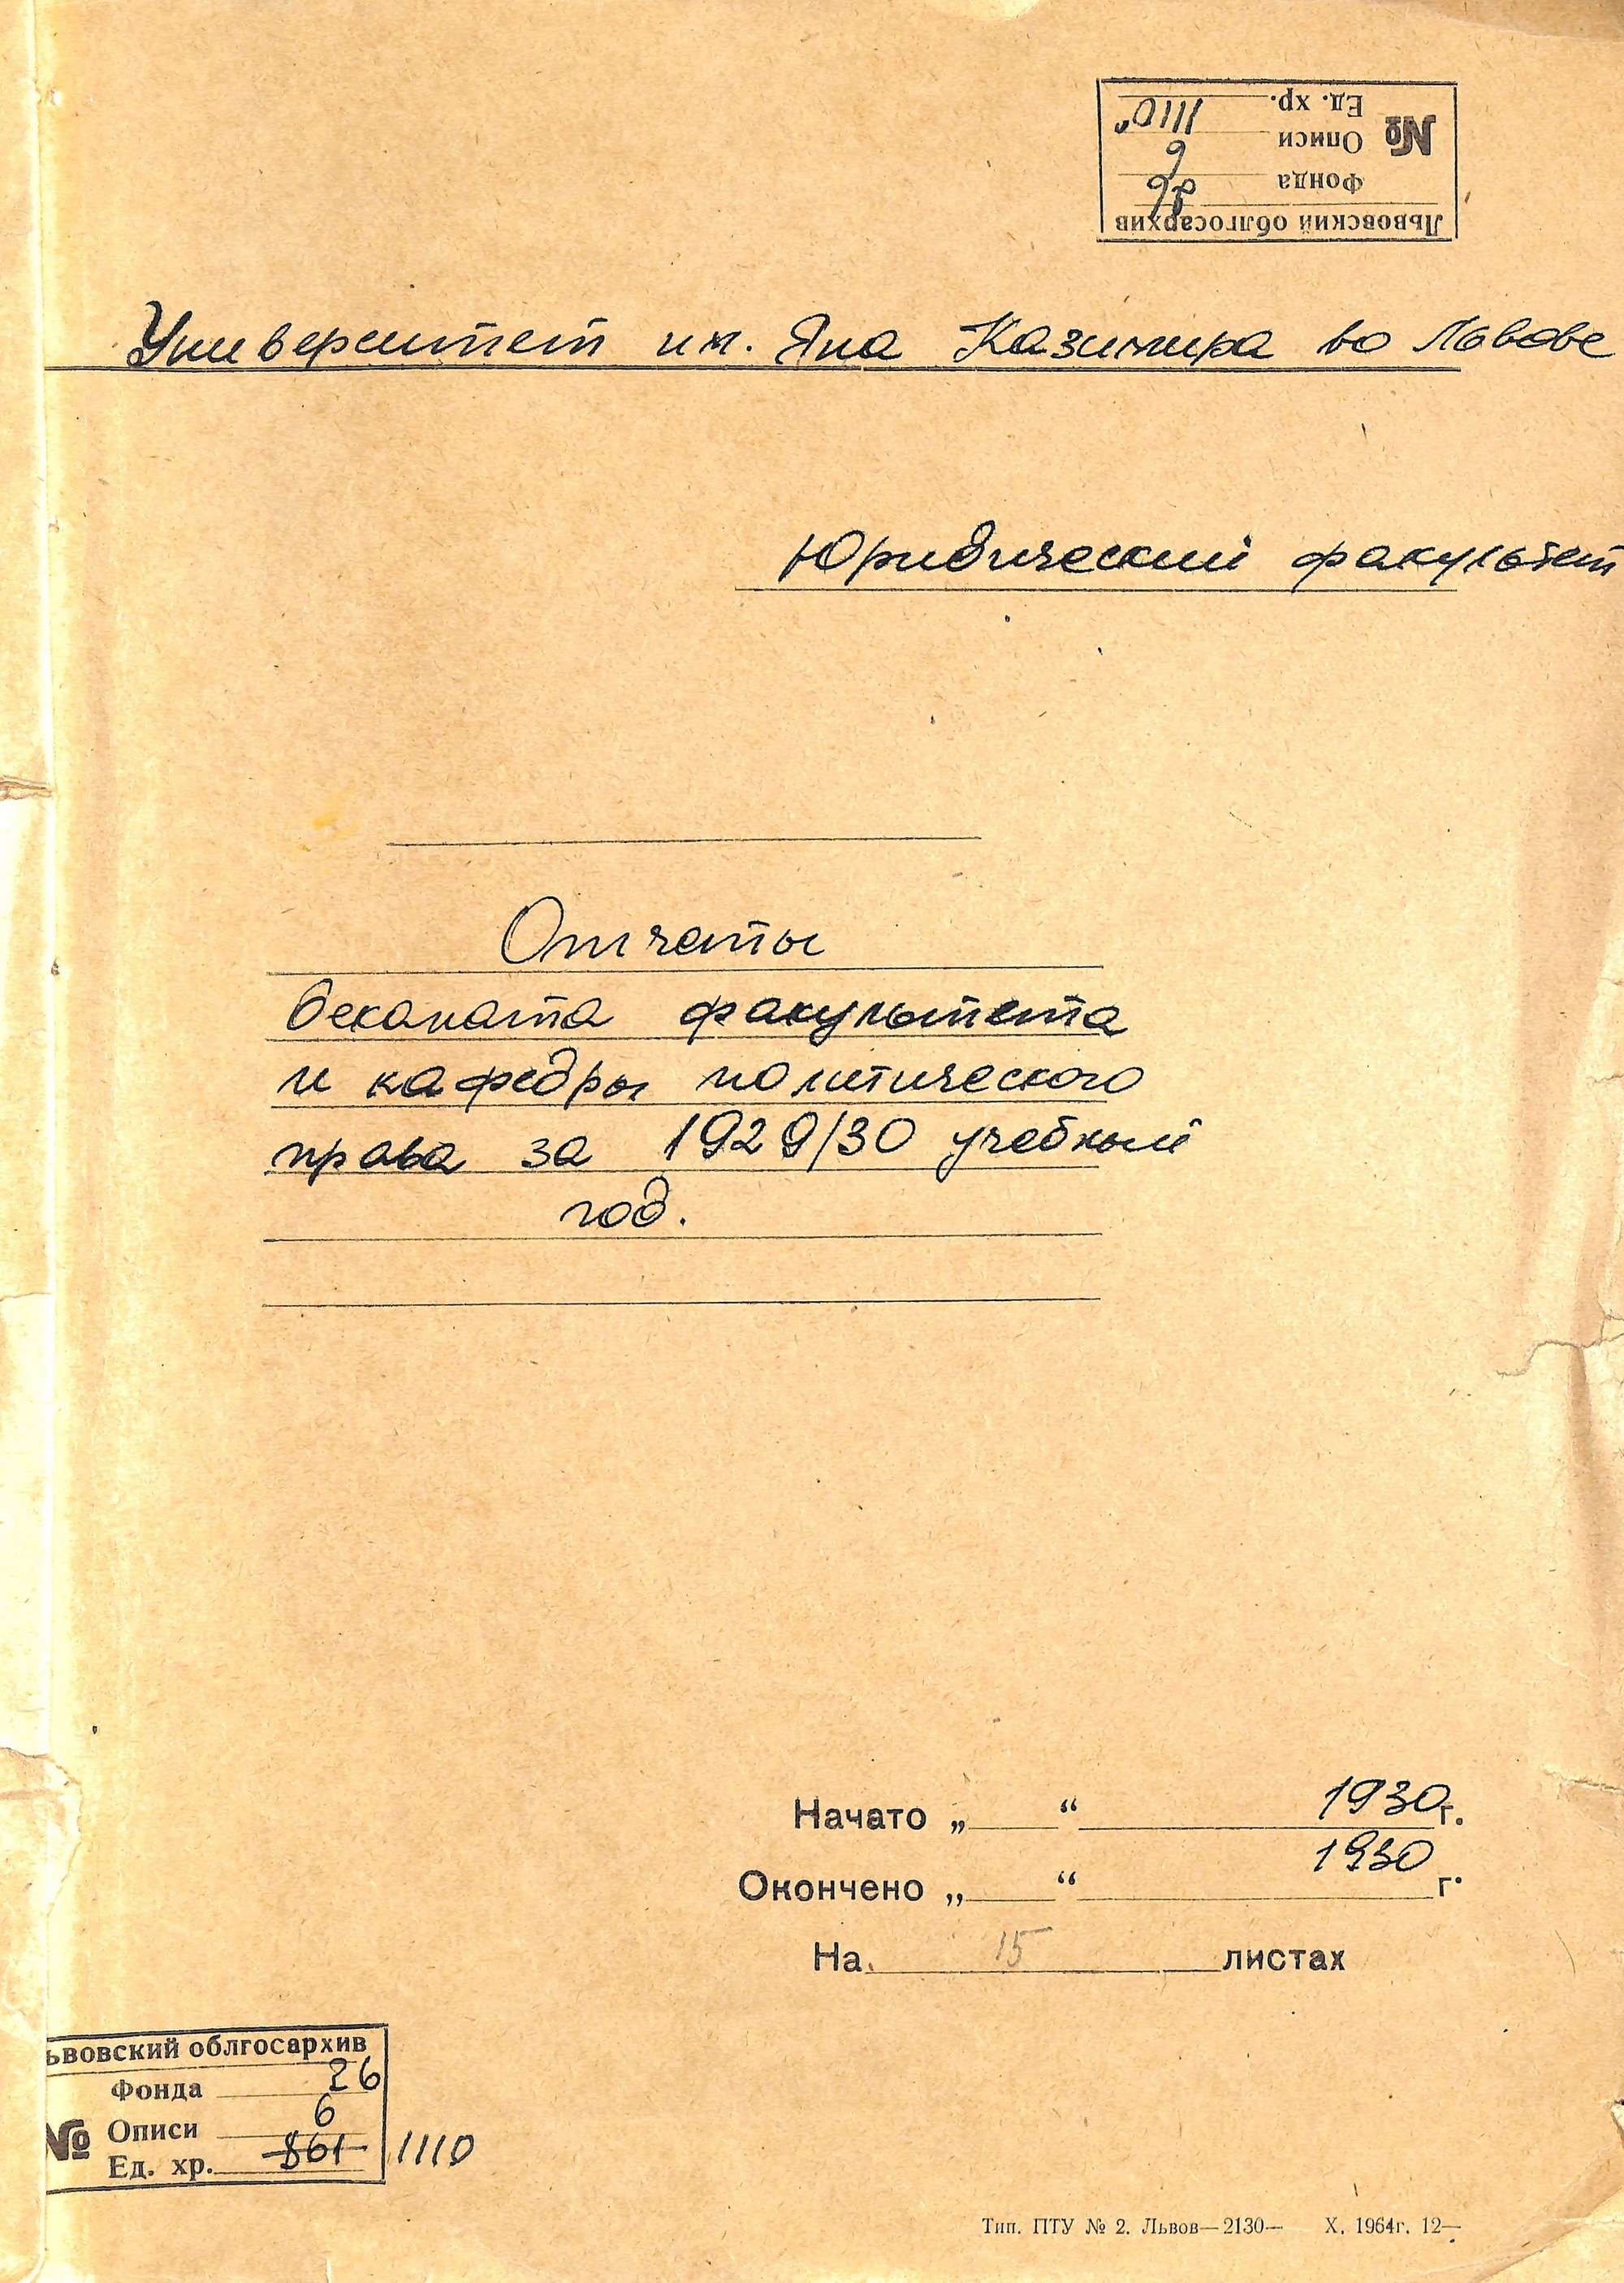 Львовский облгосархив
Фонда 26
№ Описи 6
Ед. хр. 1110
Университет им. Яна Казимира во Львове
Юридический факультет
Отчеты
деканата факультета
и кафедры политического
права за 1929/30 учебный
год.
Начато „ “ 1930г.
Окончено „ “ 1930 г.
На 15 листах
ьвовский облгосархив
Фонда 26
№ Описи 6
Ед. хр. 861 1110
Тип. ПТУ № 2. Львов—2130— X. 1964г. 12—